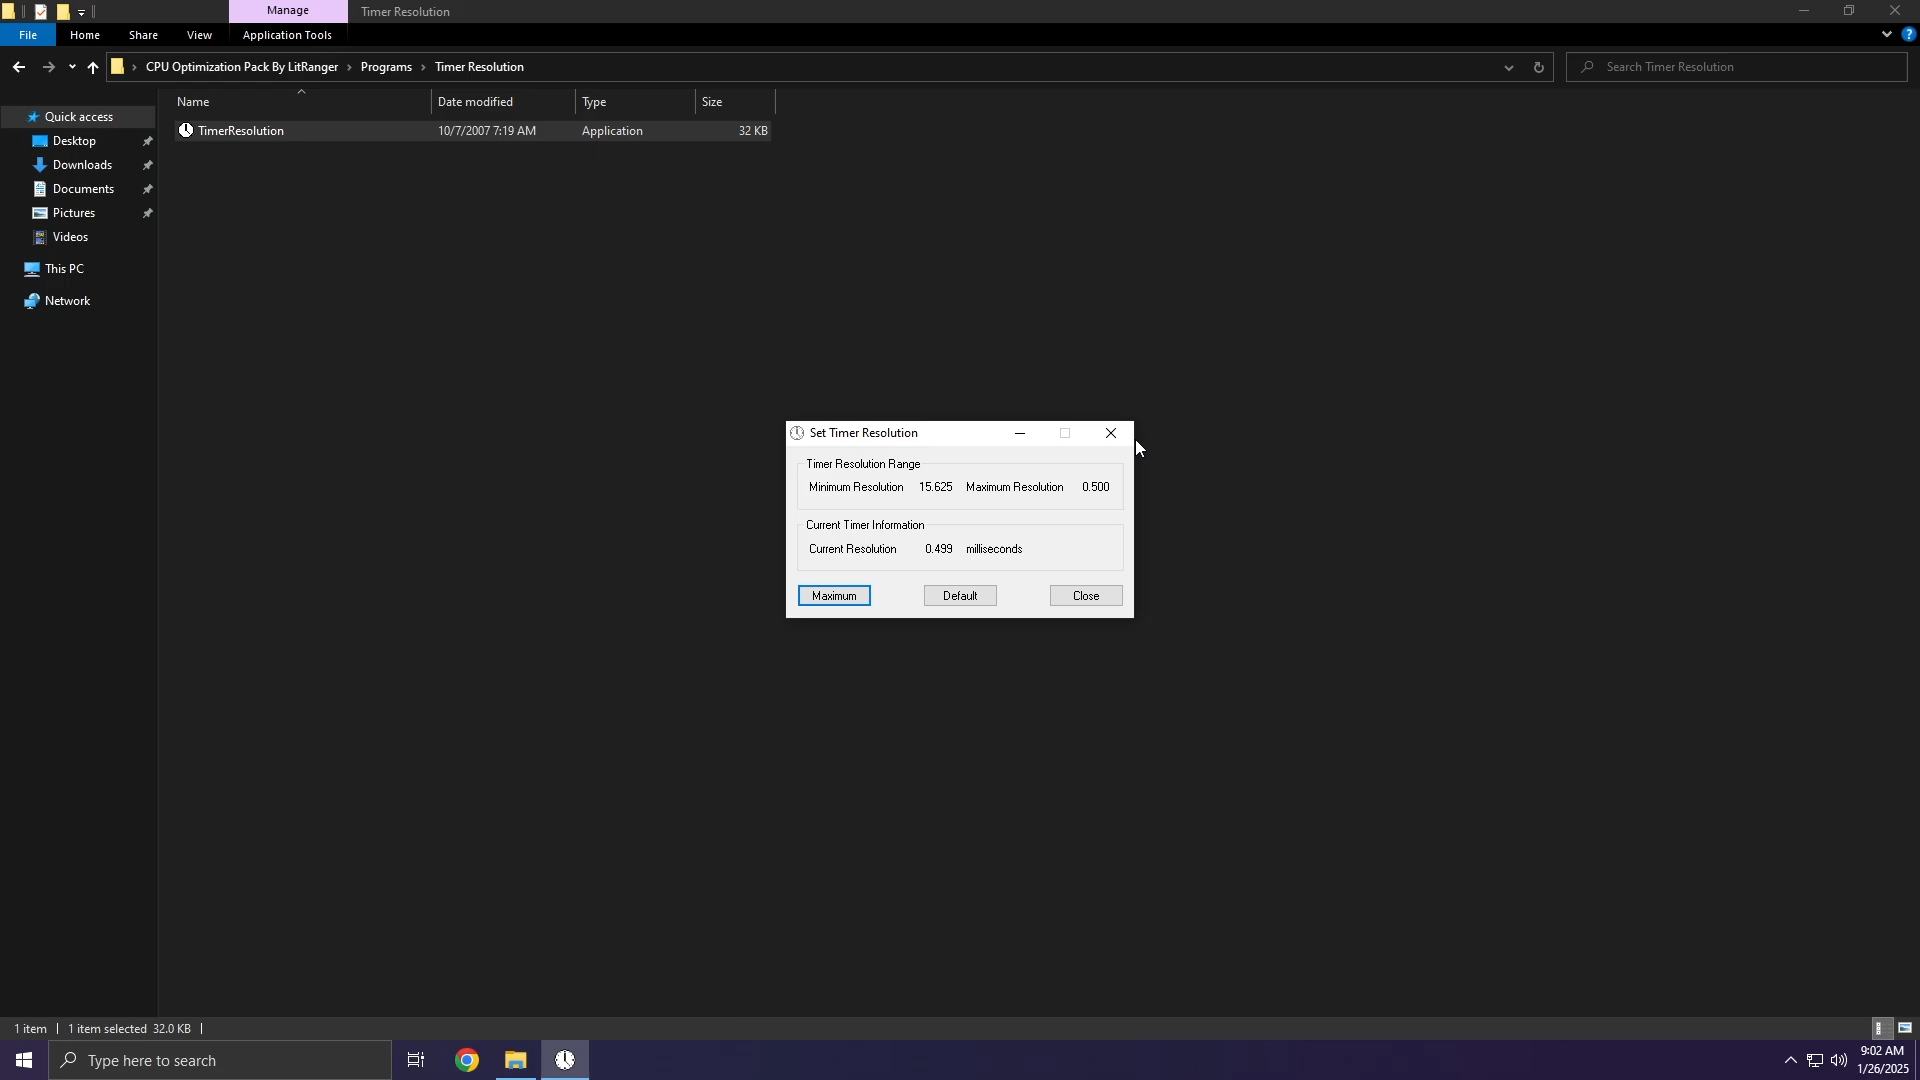 Manage
Timer Resolution
File
Home
Share
View
Application Tools
CPU Optimization Pack By LitRanger > Programs > Timer Resolution
Search Timer Resolution
Name
Date modified
Type
Size
TimerResolution
10/7/2007 7:19 AM
Application
32 KB
Quick access
Desktop
Downloads
Documents
Pictures
Videos
This PC
Network
Set Timer Resolution
Timer Resolution Range
Minimum Resolution 15.625 Maximum Resolution 0.500
Current Timer Information
Current Resolution 0.499 milliseconds
Maximum
Default
Close
1 item
1 item selected 32.0 KB
Type here to search
9:02 AM
1/26/2025